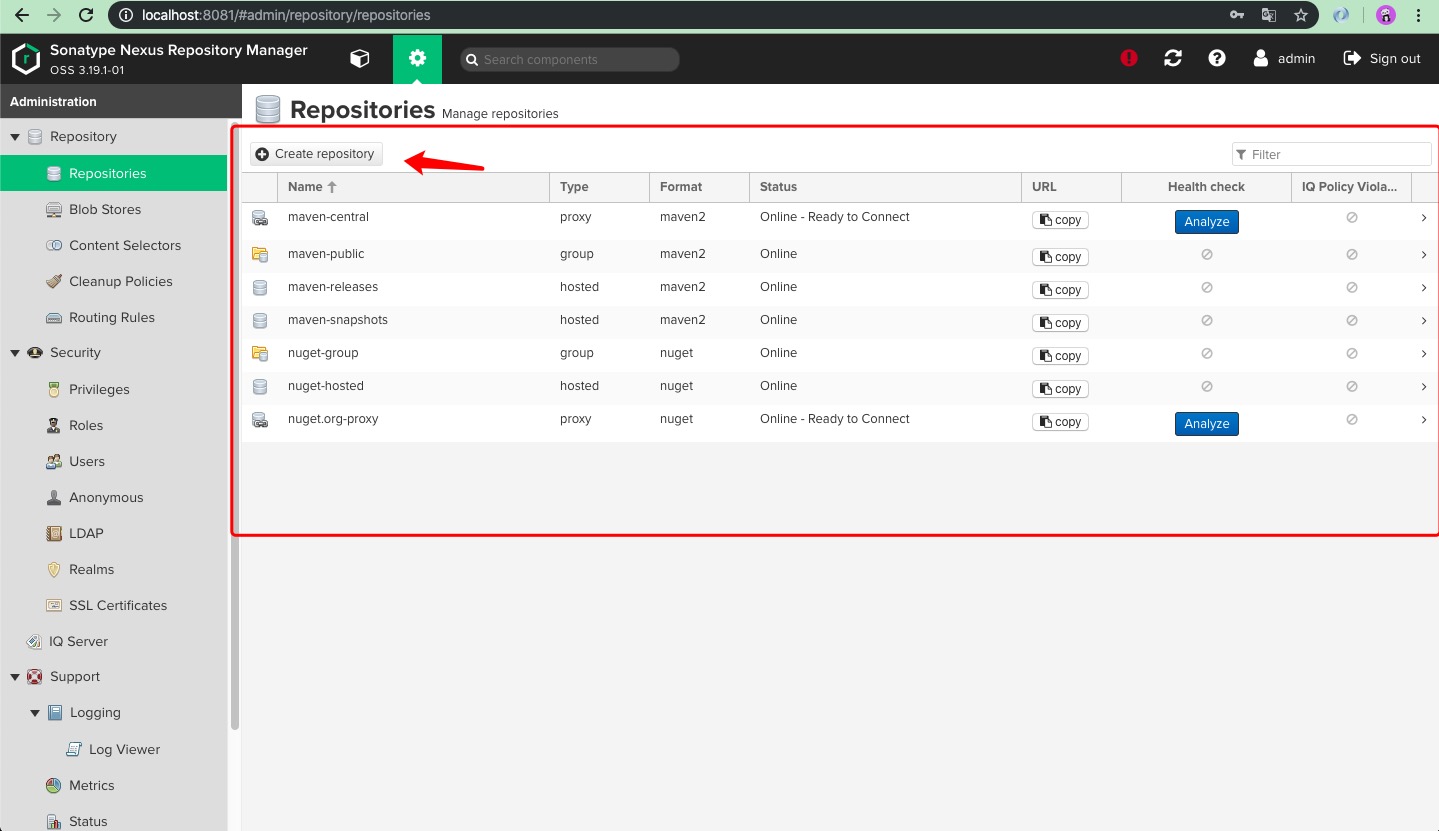 localhost:8081/#admin/repository/repositories
Sonatype Nexus Repository Manager
OSS 3.19.1-01
Search components
admin
Sign out
Administration
Repositories Manage repositories
Repository
Repositories
Blob Stores
Content Selectors
Cleanup Policies
Routing Rules
Security
Privileges
Roles
Users
Anonymous
LDAP
Realms
SSL Certificates
IQ Server
Support
Logging
Log Viewer
Metrics
Status
Create repository
Filter
Name Type Format Status URL Health check IQ Policy Viola...
maven-central proxy maven2 Online - Ready to Connect copy Analyze
maven-public group maven2 Online copy
maven-releases hosted maven2 Online copy
maven-snapshots hosted maven2 Online copy
nuget-group group nuget Online copy
nuget-hosted hosted nuget Online copy
nuget.org-proxy proxy nuget Online - Ready to Connect copy Analyze